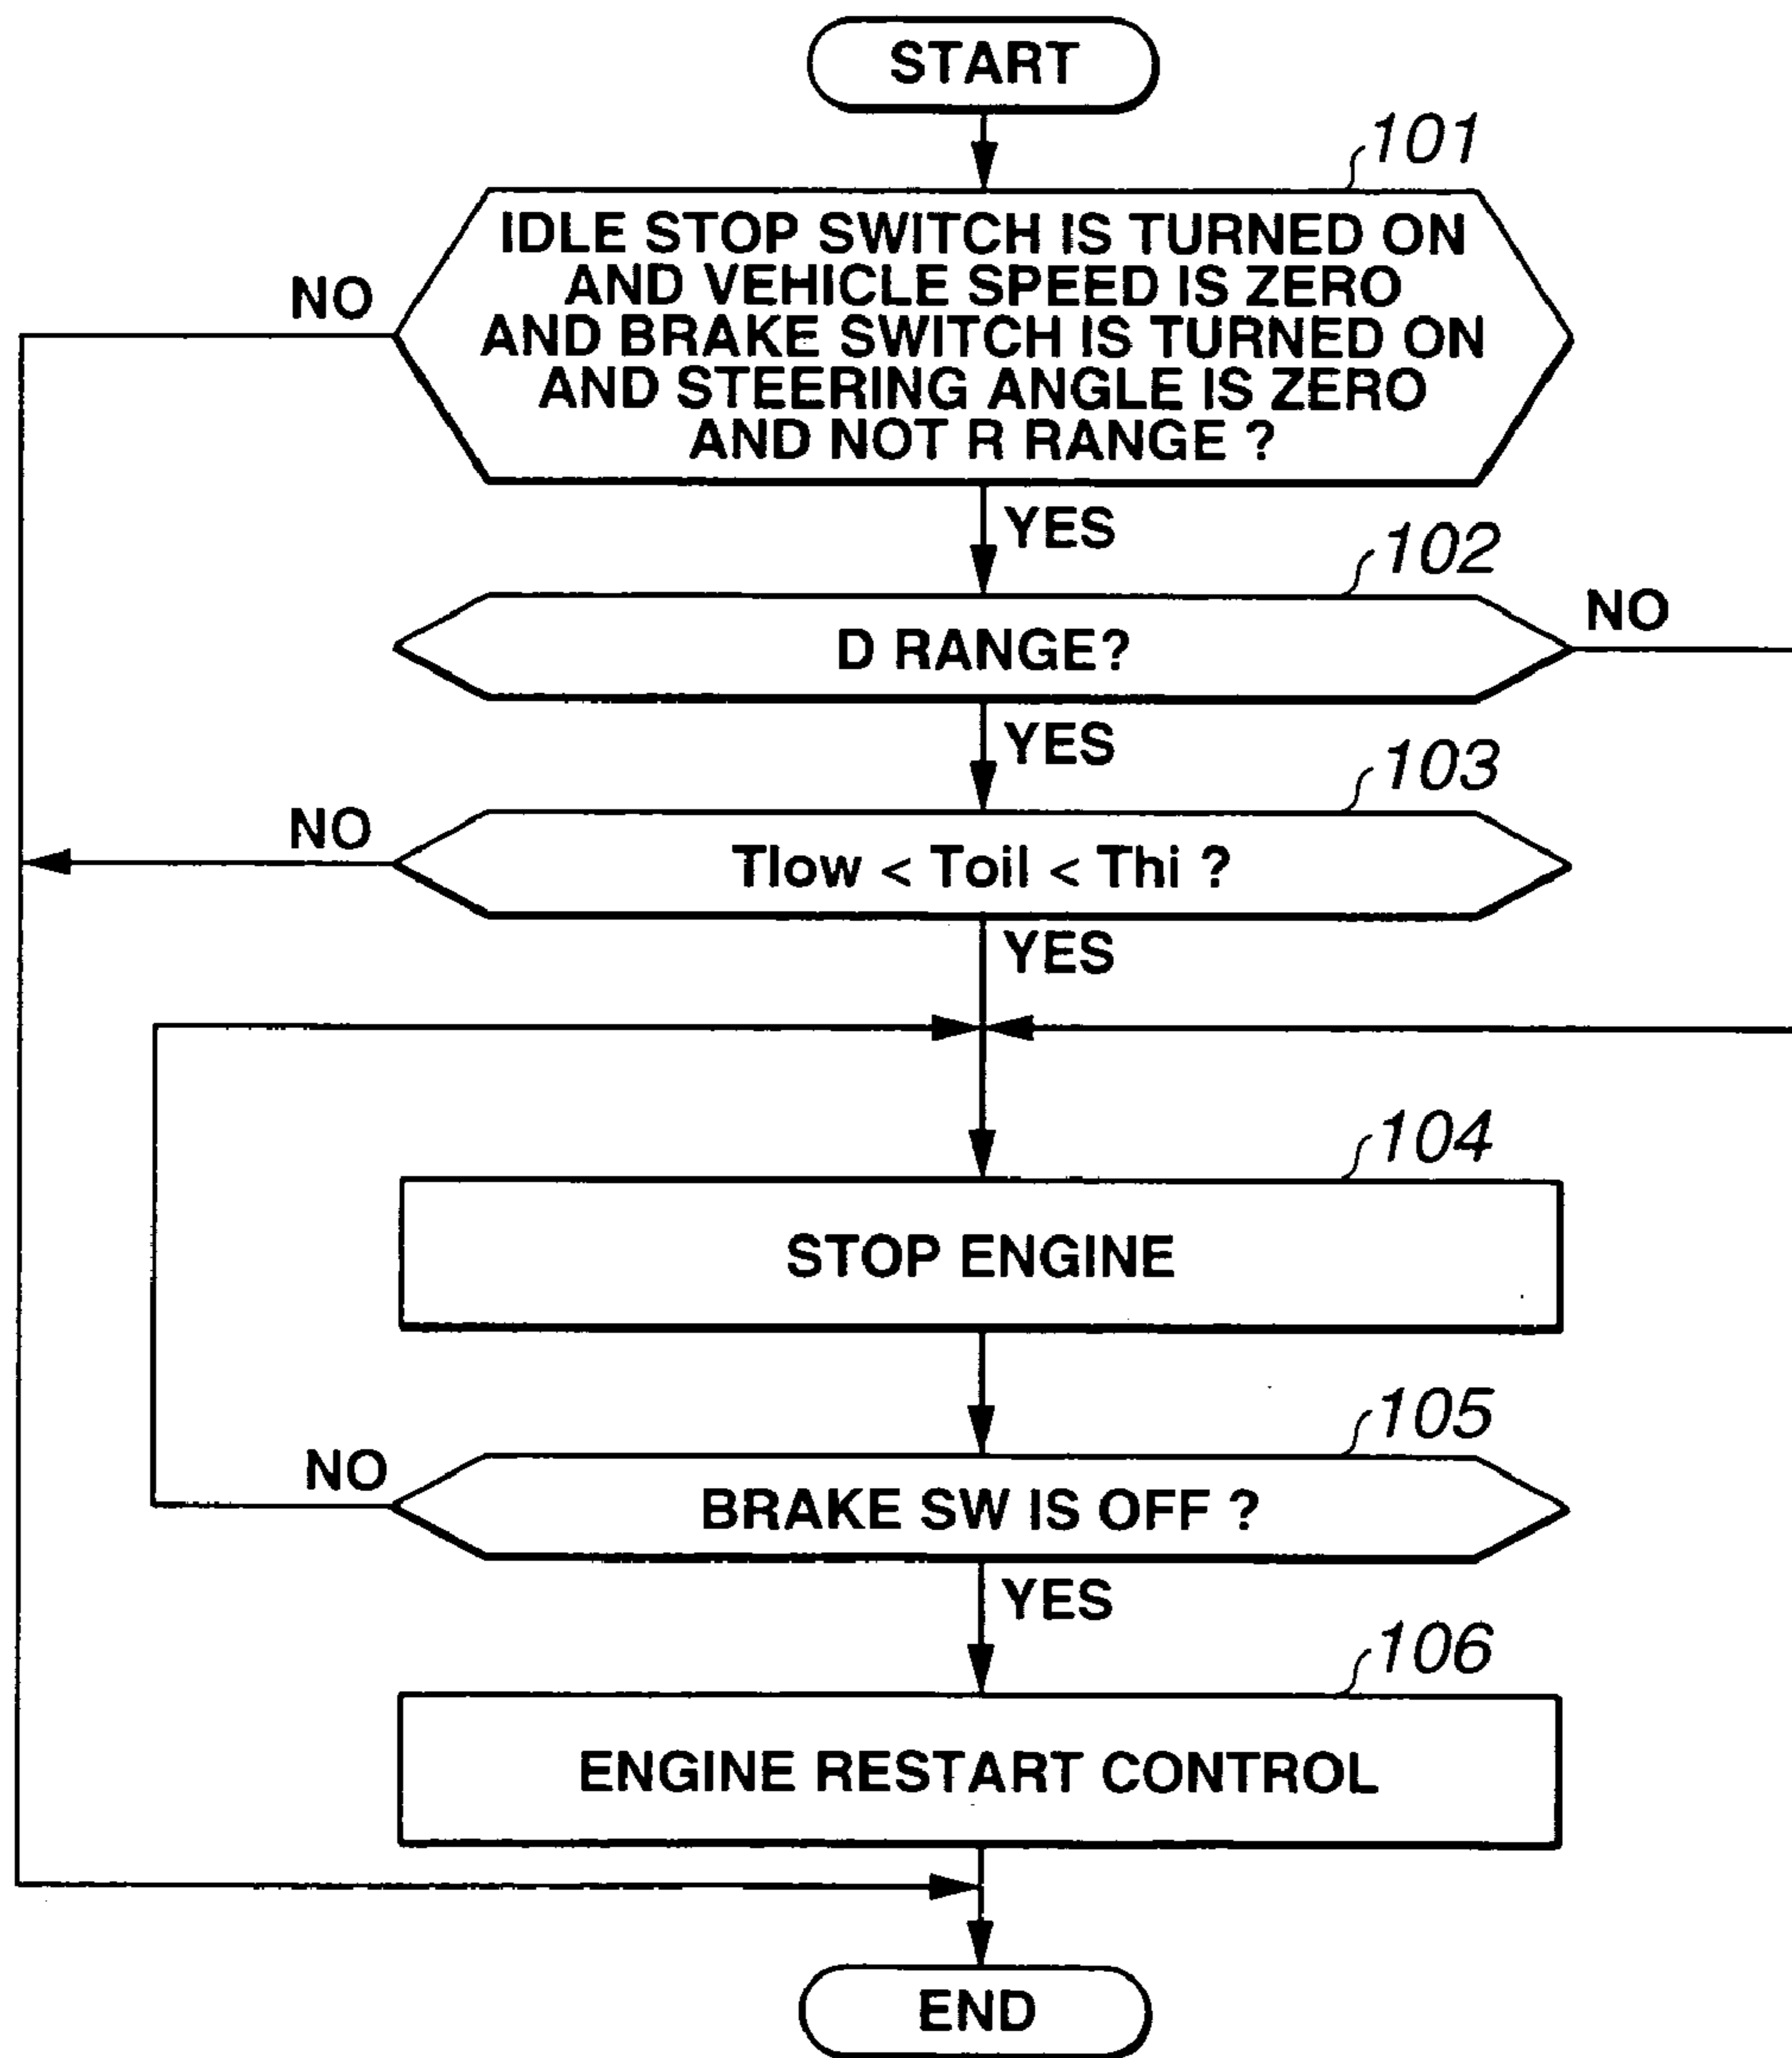 START
101
IDLE STOP SWITCH IS TURNED ON
AND VEHICLE SPEED IS ZERO
AND BRAKE SWITCH IS TURNED ON
AND STEERING ANGLE IS ZERO
AND NOT R RANGE ?
NO
YES
102
D RANGE?
NO
YES
103
Tlow < Toil < Thi ?
NO
YES
104
STOP ENGINE
105
BRAKE SW IS OFF ?
NO
YES
106
ENGINE RESTART CONTROL
END